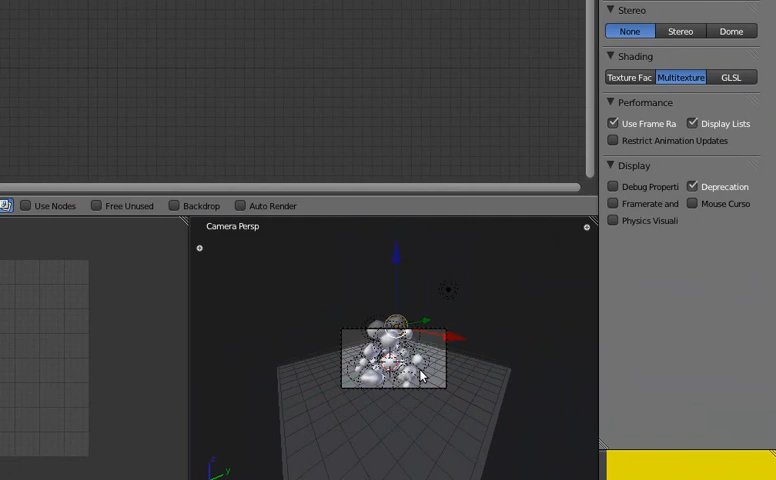 Stereo
None Stereo Dome
Shading
Texture Fac Multitexture GLSL
Performance
Use Frame Ra Display Lists
Restrict Animation Updates
Display
Debug Properti Deprecation
Framerate and Mouse Curso
Physics Visuali
Use Nodes Free Unused Backdrop Auto Render
Camera Persp
z
y